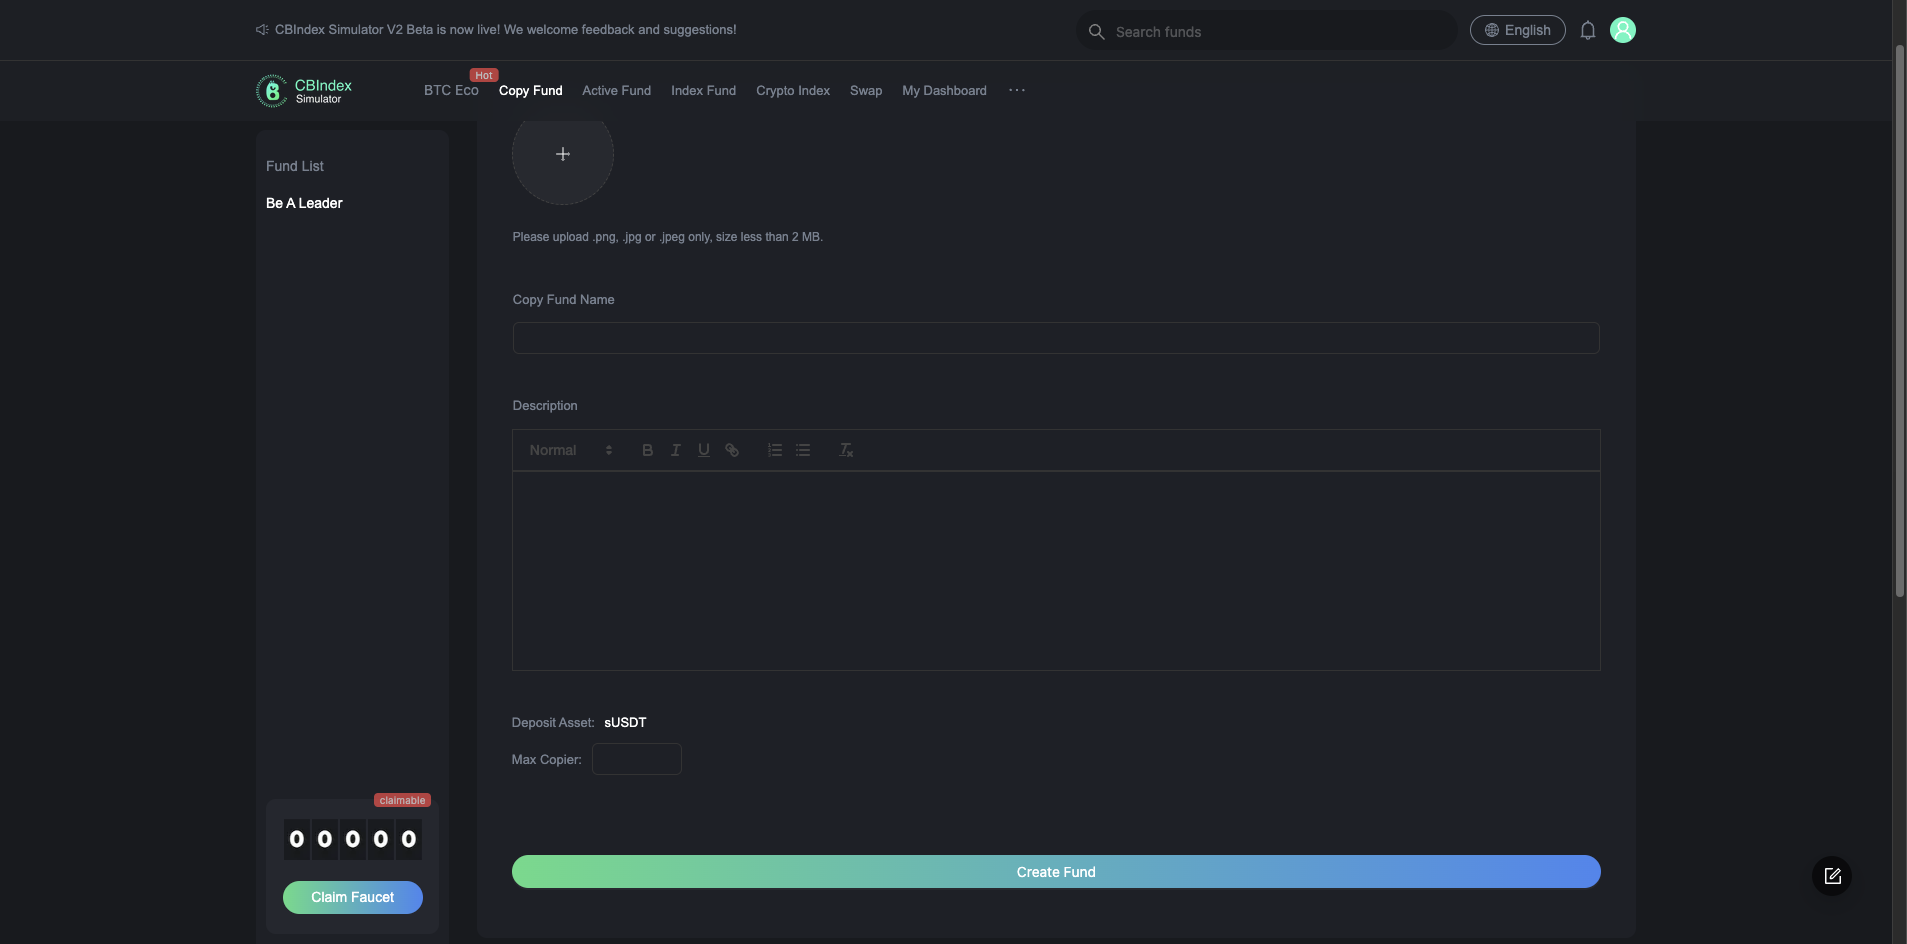 CBIndex Simulator V2 Beta is now live! We welcome feedback and suggestions!
Search funds
English
CBIndex
Simulator
BTC Eco
Hot
Copy Fund
Active Fund
Index Fund
Crypto Index
Swap
My Dashboard
Fund List
Be A Leader
Please upload .png, .jpg or .jpeg only, size less than 2 MB.
Copy Fund Name
Description
Normal
Deposit Asset: sUSDT
Max Copier:
claimable
0 0 0 0 0
Claim Faucet
Create Fund